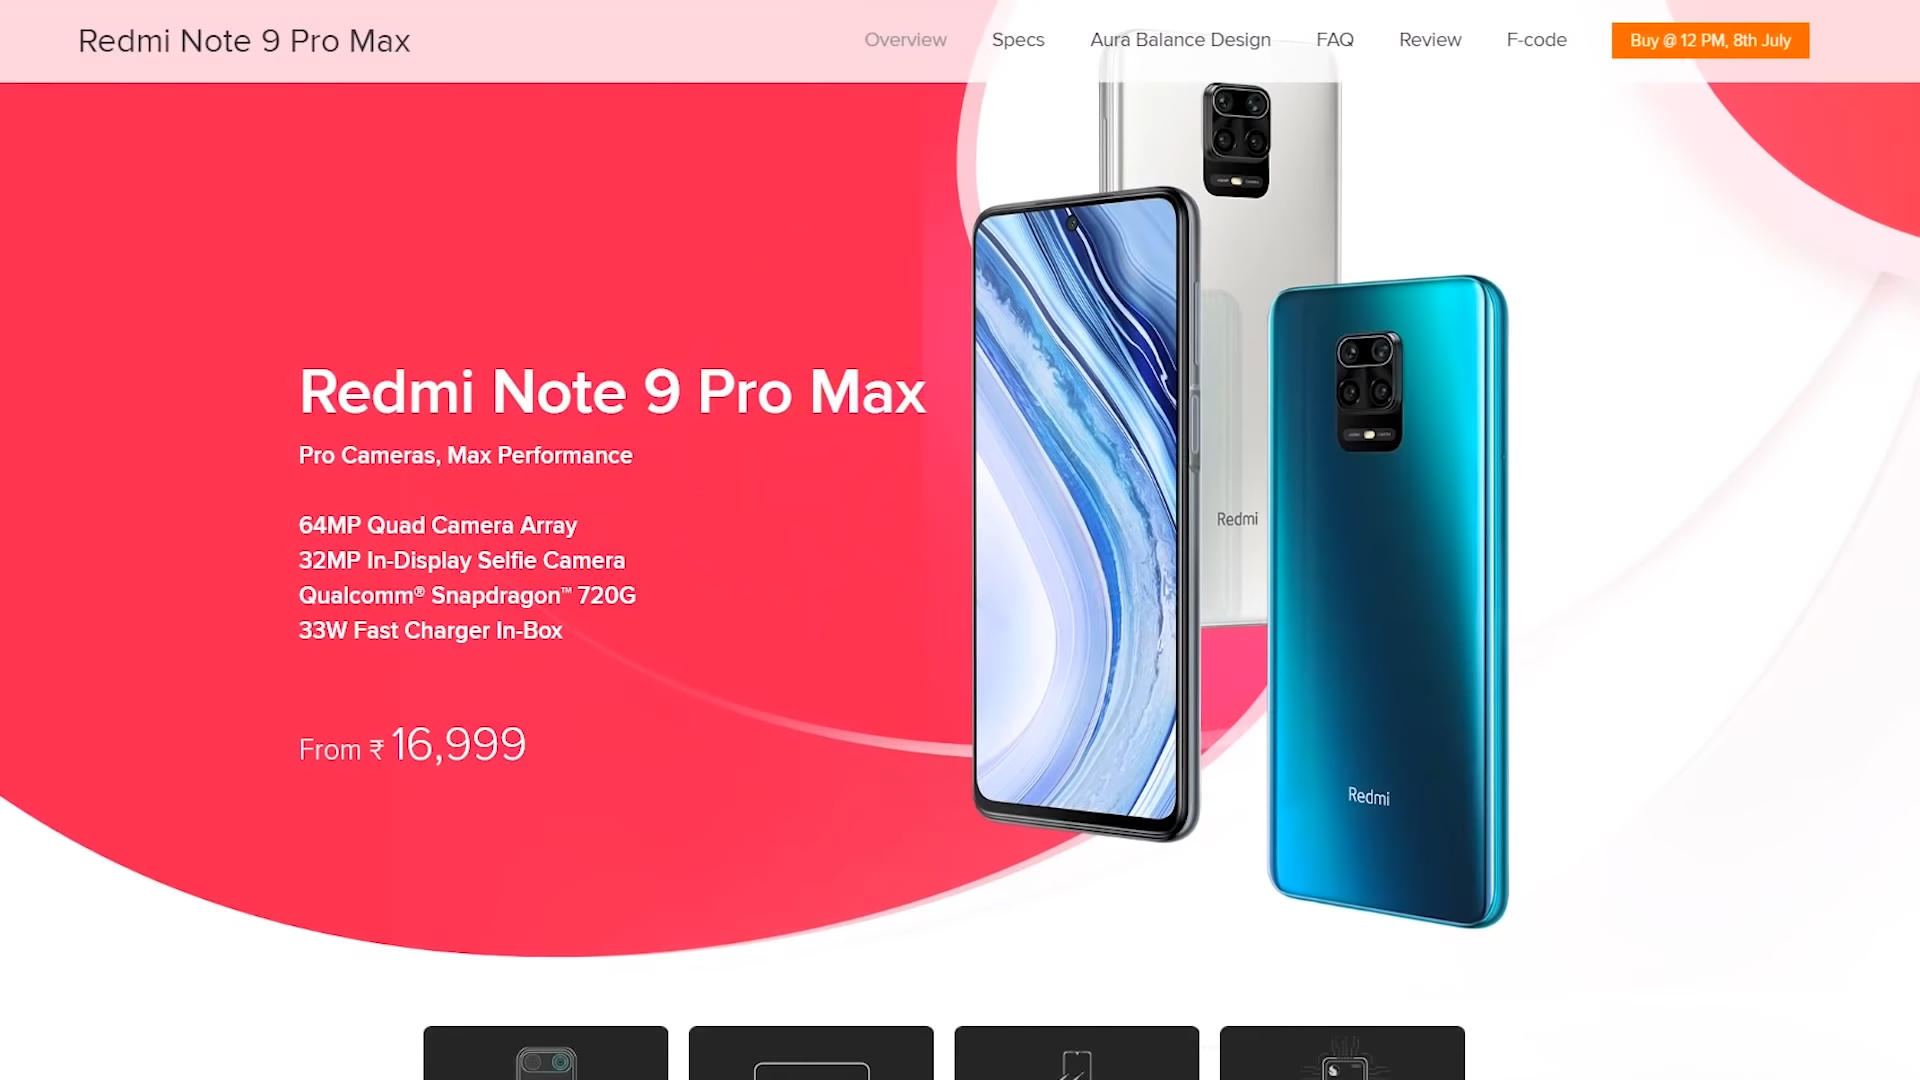 Redmi Note 9 Pro Max
Overview Specs Aura Balance Design FAQ Review F-code Buy @ 12 PM, 8th July
Redmi Note 9 Pro Max
Pro Cameras, Max Performance
64MP Quad Camera Array
32MP In-Display Selfie Camera
Qualcomm® Snapdragon™ 720G
33W Fast Charger In-Box
From ₹ 16,999
Redmi
Redmi